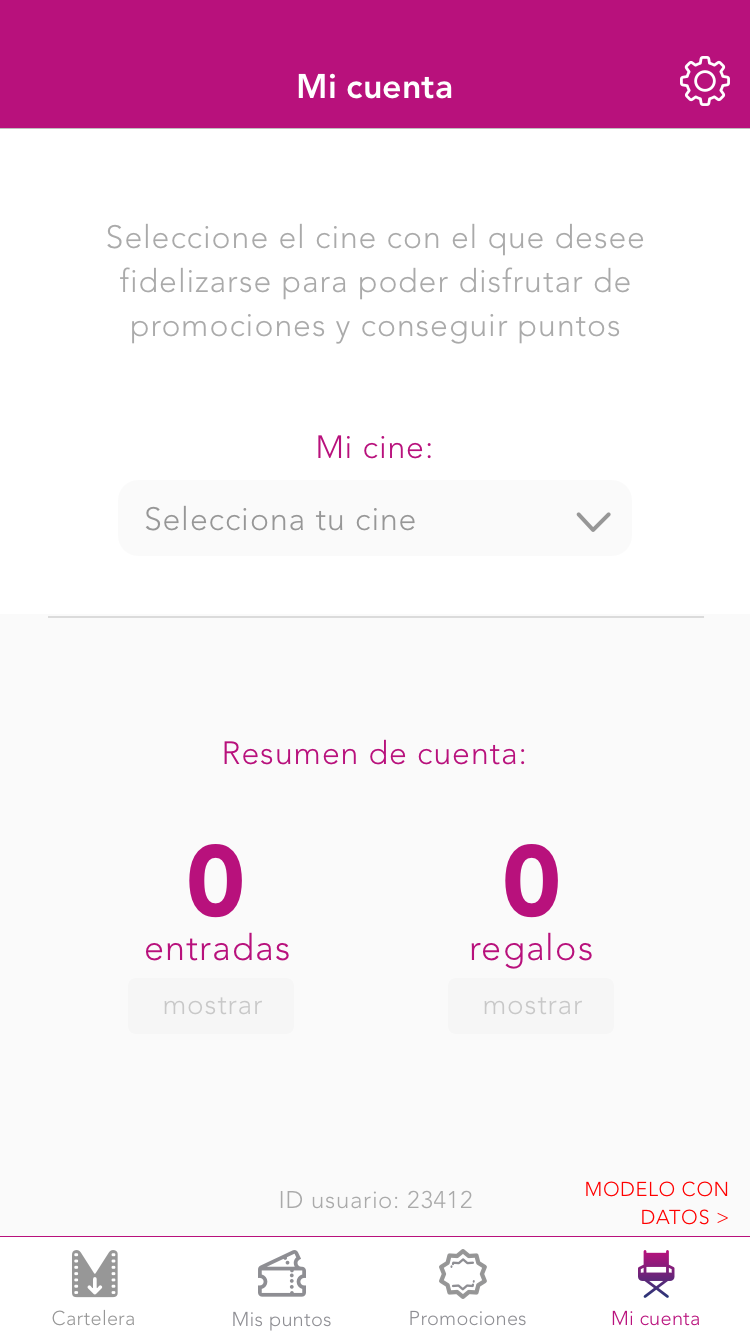 Mi cuenta
Seleccione el cine con el que desee
fidelizarse para poder disfrutar de
promociones y conseguir puntos
Mi cine:
Selecciona tu cine
Resumen de cuenta:
0 0
entradas regalos
mostrar mostrar
ID usuario: 23412
MODELO CON
DATOS >
Cartelera Mis puntos Promociones Mi cuenta